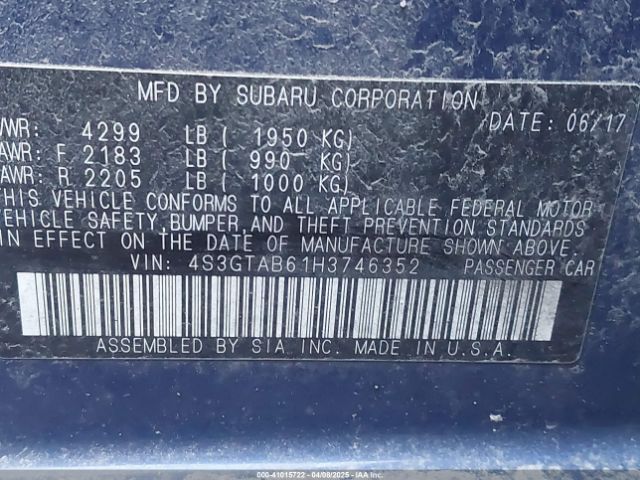 MFD BY SUBARU CORPORATION
VWR: 4299 LB ( 1950 KG) DATE: 06/17
AWR: F 2183 LB ( 990 KG)
AWR: R 2205 LB ( 1000 KG)
THIS VEHICLE CONFORMS TO ALL APPLICABLE FEDERAL MOTOR
VEHICLE SAFETY, BUMPER, AND THEFT PREVENTION STANDARDS
IN EFFECT ON THE DATE OF MANUFACTURE SHOWN ABOVE.
VIN: 4S3GTAB61H3746352 PASSENGER CAR
ASSEMBLED BY SIA INC. MADE IN U.S.A.
000-41015722 - 04/08/2025 - IAA Inc.